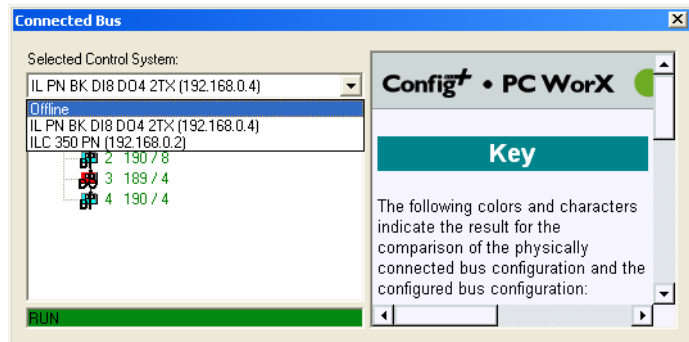 Connected Bus
Selected Control System:
IL PN BK DI8 DO4 2TX (192.168.0.4)
Offline
IL PN BK DI8 DO4 2TX (192.168.0.4)
ILC 350 PN (192.168.0.2)
2 190 / 8
3 189 / 4
4 190 / 4
RUN
Config+ • PC WorX
Key
The following colors and characters
indicate the result for the
comparison of the physically
connected bus configuration and the
configured bus configuration: